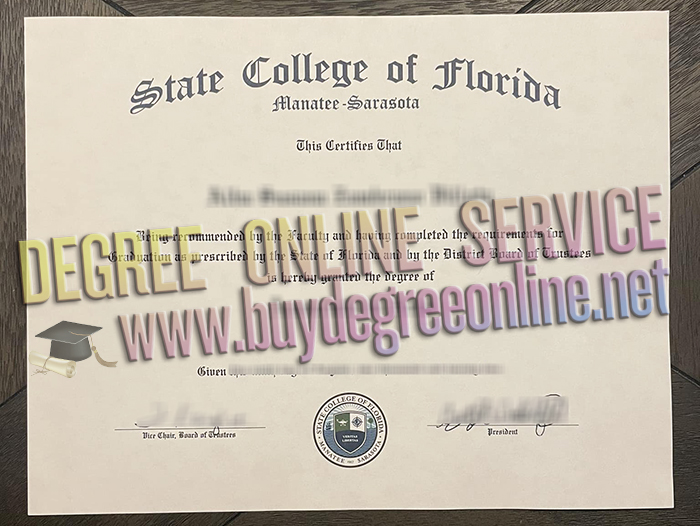 State College of Florida
Manatee-Sarasota
This Certifies That
Being recommended by the Faculty and having completed the requirements for
Graduation as prescribed by the State of Florida and by the District Board of Trustees
is hereby granted the degree of
DEGREE ONLINE SERVICE
www.buydegreeonline.net
Given
STATE COLLEGE OF FLORIDA
VERITAS
LIBERTAS
MANATEE SARASOTA
Vice Chair, Board of Trustees
President